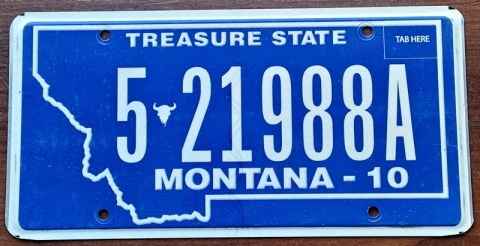 TREASURE STATE
TAB HERE
5 21988A
MONTANA - 10